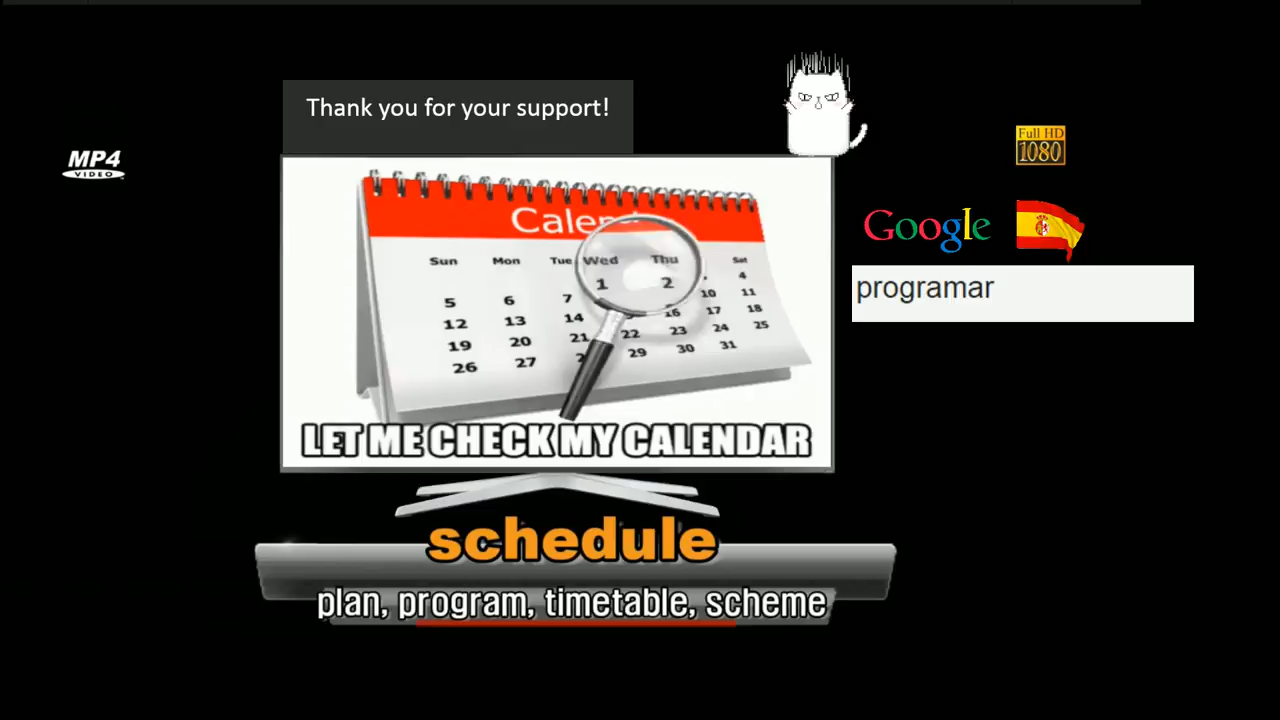 Thank you for your support!
MP4
VIDEO
Full HD
1080
Google
programar
Sun Mon Tue Wed Thu Sat
1 2 4
5 6 7 10 11
12 13 14 16 17 18
19 20 21 22 23 24 25
26 27 29 30 31
LET ME CHECK MY CALENDAR
schedule
plan, program, timetable, scheme